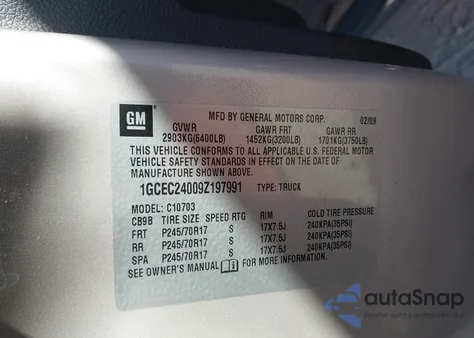 GM
MFD BY GENERAL MOTORS CORP. 02/09
GVWR GAWR FRT GAWR RR
2903KG(6400LB) 1452KG(3200LB) 1701KG(3750LB)
THIS VEHICLE CONFORMS TO ALL APPLICABLE U.S. FEDERAL MOTOR
VEHICLE SAFETY STANDARDS IN EFFECT ON THE DATE OF
MANUFACTURE SHOWN ABOVE.
1GCEC24009Z197991 TYPE: TRUCK
MODEL: C10703
CB9B TIRE SIZE SPEED RTG RIM COLD TIRE PRESSURE
FRT P245/70R17 S 17X7.5J 240KPA(35PSI)
RR P245/70R17 S 17X7.5J 240KPA(35PSI)
SPA P245/70R17 S 17X7.5J 240KPA(35PSI)
SEE OWNER'S MANUAL
autoSnap